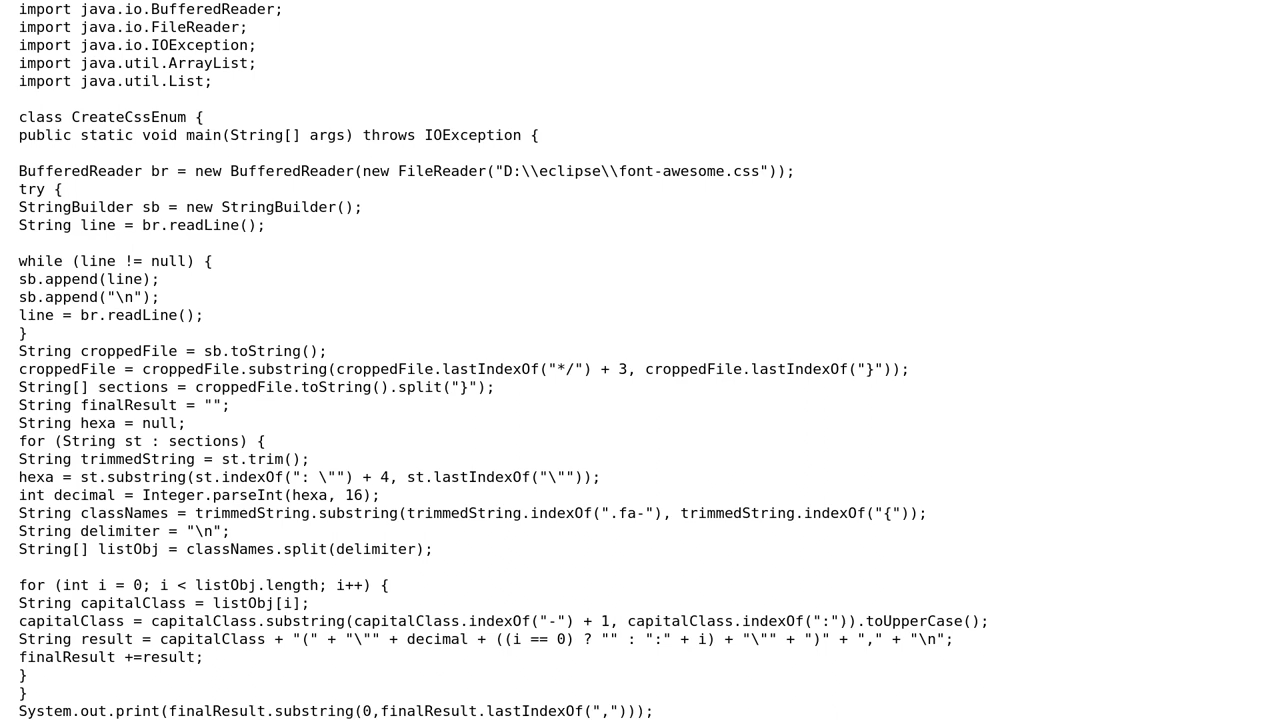 import java.io.BufferedReader;
import java.io.FileReader;
import java.io.IOException;
import java.util.ArrayList;
import java.util.List;
class CreateCssEnum {
public static void main(String[] args) throws IOException {
BufferedReader br = new BufferedReader(new FileReader("D:\\eclipse\\font-awesome.css"));
try {
StringBuilder sb = new StringBuilder();
String line = br.readLine();
while (line != null) {
sb.append(line);
sb.append("\n");
line = br.readLine();
}
String croppedFile = sb.toString();
croppedFile = croppedFile.substring(croppedFile.lastIndexOf("*/") + 3, croppedFile.lastIndexOf("}"));
String[] sections = croppedFile.toString().split("}");
String finalResult = "";
String hexa = null;
for (String st : sections) {
String trimmedString = st.trim();
hexa = st.substring(st.indexOf(": \"") + 4, st.lastIndexOf("\""));
int decimal = Integer.parseInt(hexa, 16);
String classNames = trimmedString.substring(trimmedString.indexOf(".fa-"), trimmedString.indexOf("{"));
String delimiter = "\n";
String[] listObj = classNames.split(delimiter);
for (int i = 0; i < listObj.length; i++) {
String capitalClass = listObj[i];
capitalClass = capitalClass.substring(capitalClass.indexOf("-") + 1, capitalClass.indexOf(":")).toUpperCase();
String result = capitalClass + "(" + "\"" + decimal + ((i == 0) ? "" : ":" + i) + "\"" + ")" + "," + "\n";
finalResult +=result;
}
}
System.out.print(finalResult.substring(0,finalResult.lastIndexOf(",")));